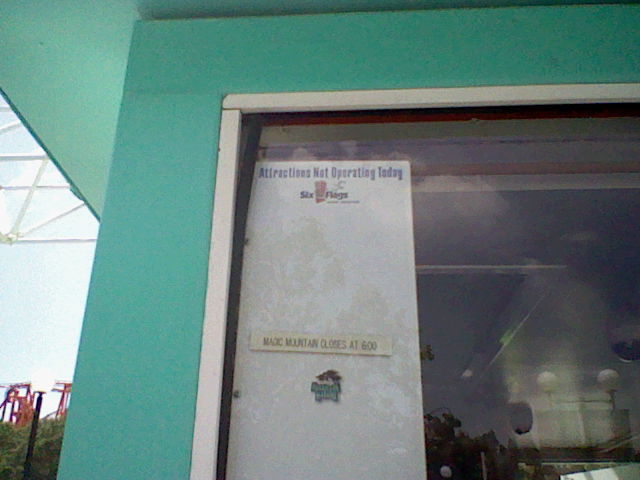 Attractions Not Operating Today
Six Flags
MAGIC MOUNTAIN CLOSES AT 6:00